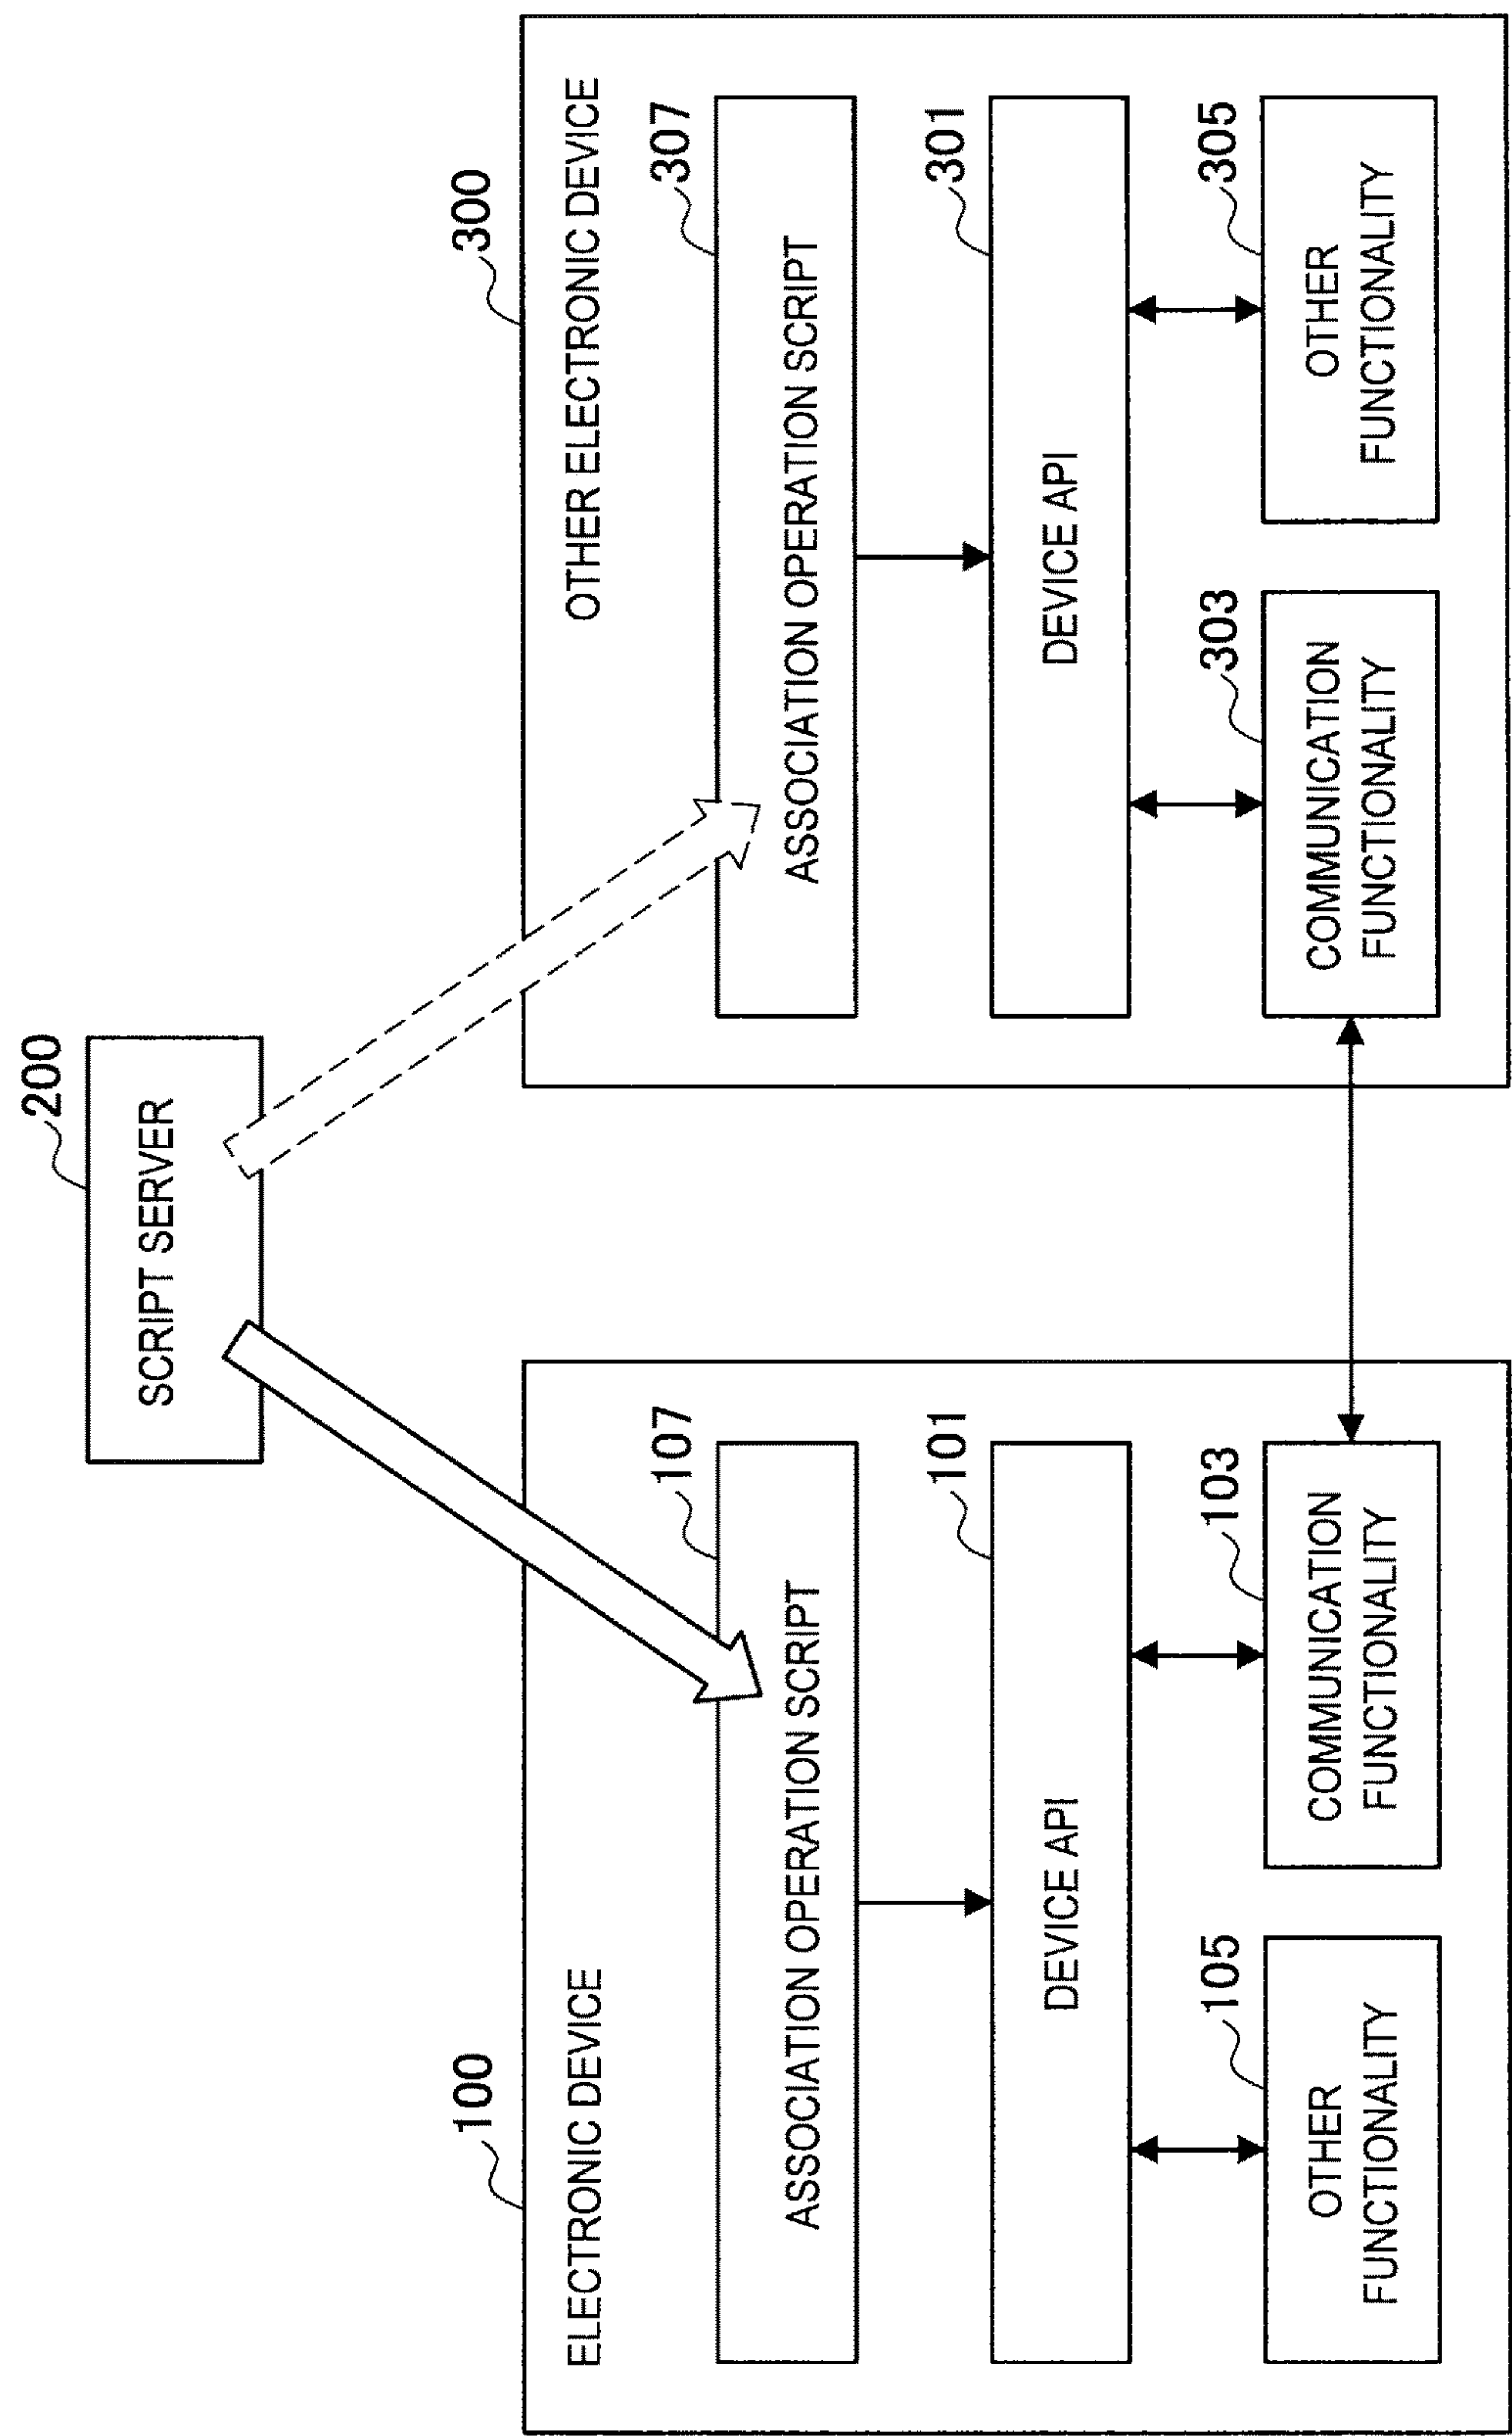 200
SCRIPT SERVER
100
ELECTRONIC DEVICE
107
ASSOCIATION OPERATION SCRIPT
101
DEVICE API
105
OTHER
FUNCTIONALITY
103
COMMUNICATION
FUNCTIONALITY
300
OTHER ELECTRONIC DEVICE
307
ASSOCIATION OPERATION SCRIPT
301
DEVICE API
303
COMMUNICATION
FUNCTIONALITY
305
OTHER
FUNCTIONALITY